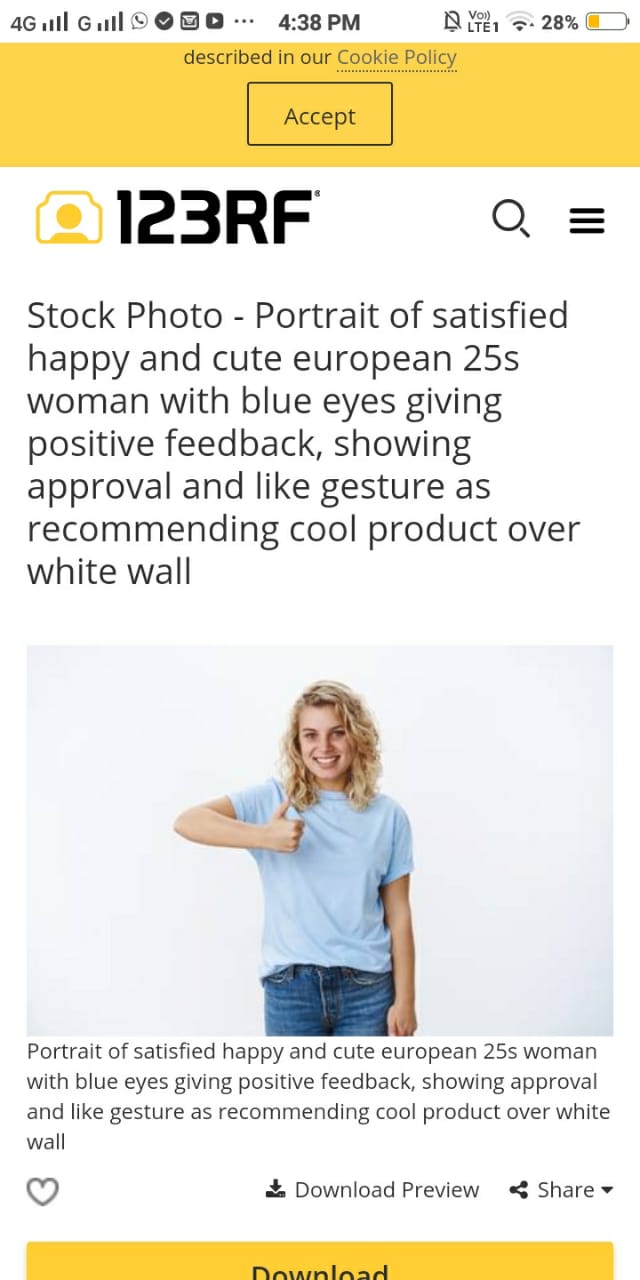 4G G ... 4:38 PM Vo)) LTE1 28%
described in our Cookie Policy
Accept
123RF®
Stock Photo - Portrait of satisfied
happy and cute european 25s
woman with blue eyes giving
positive feedback, showing
approval and like gesture as
recommending cool product over
white wall
Portrait of satisfied happy and cute european 25s woman
with blue eyes giving positive feedback, showing approval
and like gesture as recommending cool product over white
wall
Download Preview Share
Download